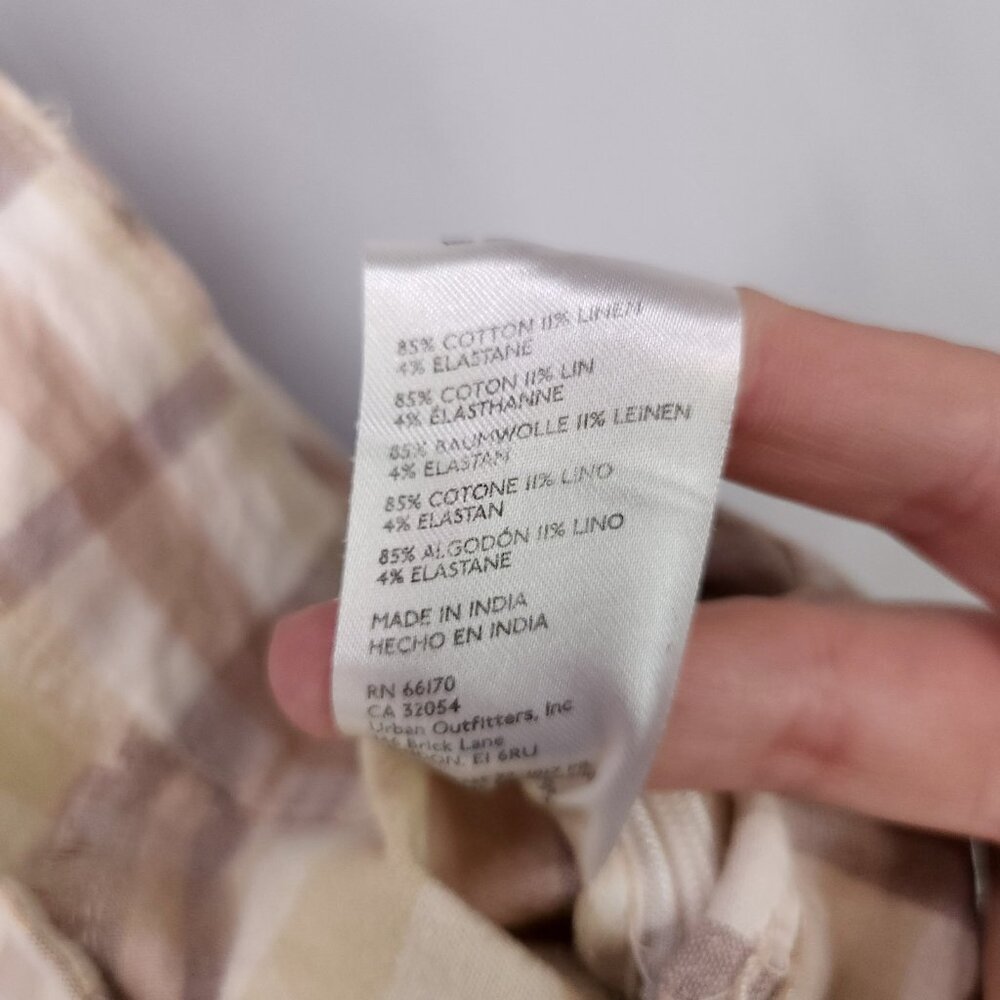 85% COTTON 11% LINEN
4% ELASTANE
85% COTON 11% LIN
4% ÉLASTHANNE
85% BAUMWOLLE 11% LEINEN
4% ELASTAN
85% COTONE 11% LINO
4% ELASTAN
85% ALGODÓN 11% LINO
4% ELASTANE
MADE IN INDIA
HECHO EN INDIA
RN 66170
CA 32054
Urban Outfitters, Inc
Brick Lane
E1 6RU